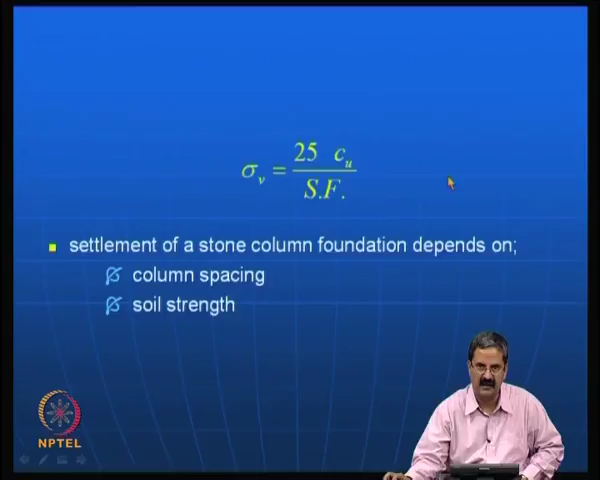 σv = 25 cu / S.F.
settlement of a stone column foundation depends on;
column spacing
soil strength
NPTEL